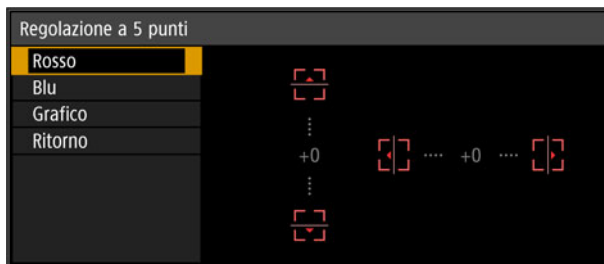 Regolazione a 5 punti
Rosso
Blu
Grafico
Ritorno
+0
+0